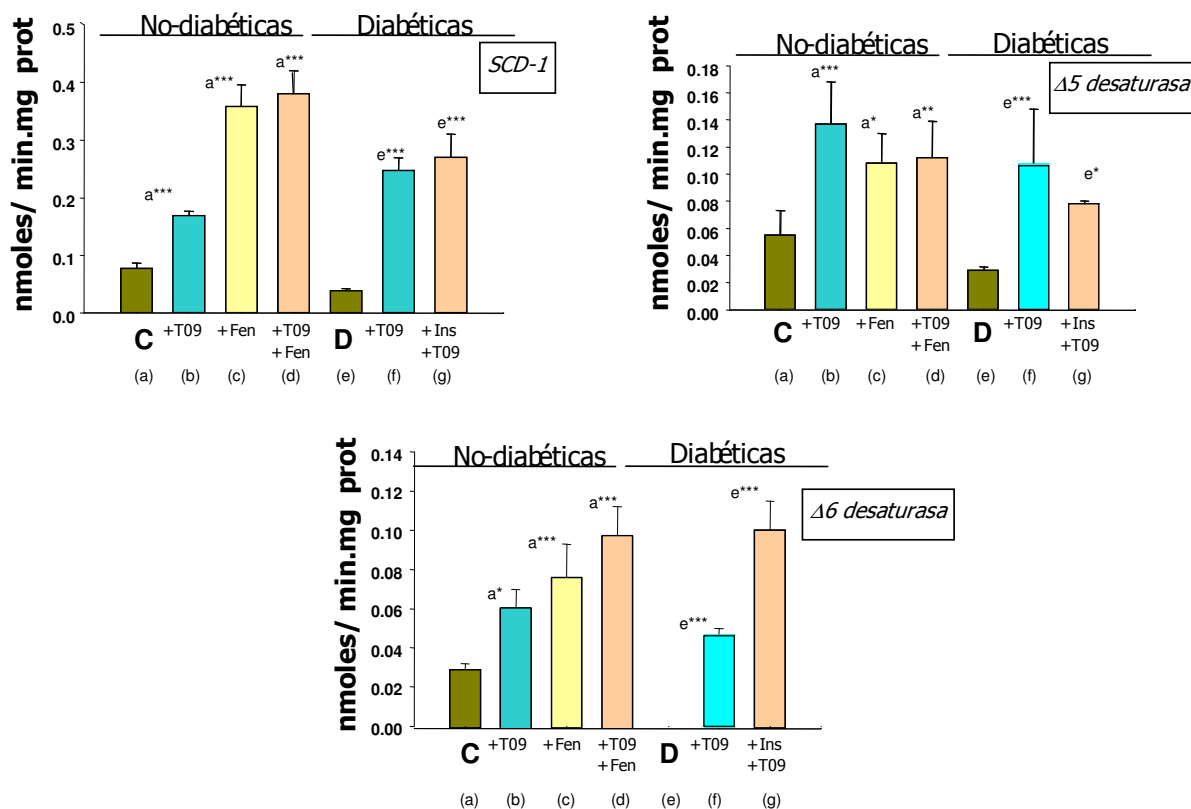 No-diabéticas Diabéticas
SCD-1
nmoles/ min.mg prot
0.5
0.4
0.3
0.2
0.1
0.0
a***
a***
a***
e***
e***
C +T09 +Fen +T09 D +T09 +Ins
+Fen +T09
(a) (b) (c) (d) (e) (f) (g)
No-diabéticas Diabéticas
Δ5 desaturasa
nmoles/ min.mg prot
0.18
0.16
0.14
0.12
0.10
0.08
0.06
0.04
0.02
0.00
a***
a*
a**
e***
e*
C +T09 +Fen +T09 D +T09 +Ins
+Fen +T09
(a) (b) (c) (d) (e) (f) (g)
No-diabéticas Diabéticas
Δ6 desaturasa
nmoles/ min.mg prot
0.14
0.12
0.10
0.08
0.06
0.04
0.02
0.00
a*
a***
a***
e***
e***
C +T09 +Fen +T09 D +T09 +Ins
+Fen +T09
(a) (b) (c) (d) (e) (f) (g)